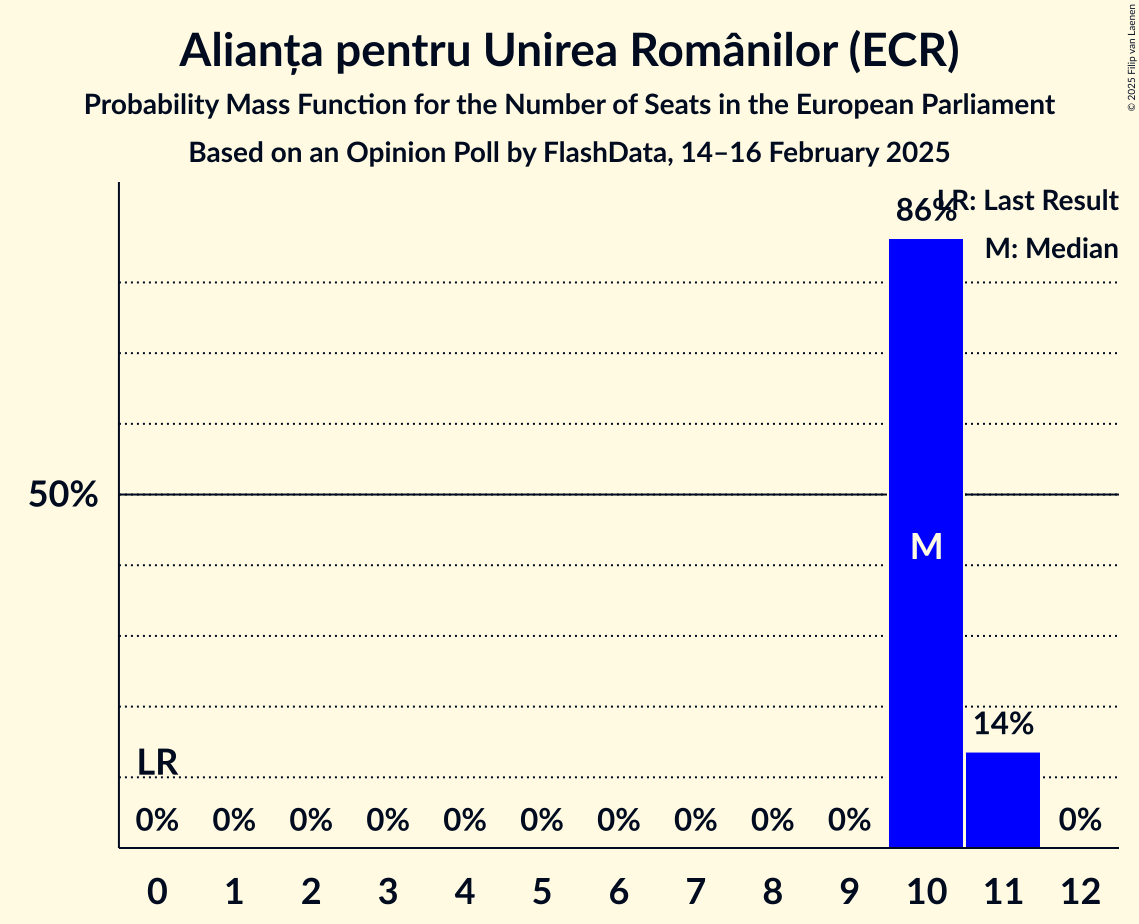 Alianța pentru Unirea Românilor (ECR)
Probability Mass Function for the Number of Seats in the European Parliament
Based on an Opinion Poll by FlashData, 14–16 February 2025
© 2025 Filip van Laenen
LR: Last Result
M: Median
86%
50%
M
14%
LR
0% 0% 0% 0% 0% 0% 0% 0% 0% 0% 0%
0 1 2 3 4 5 6 7 8 9 10 11 12